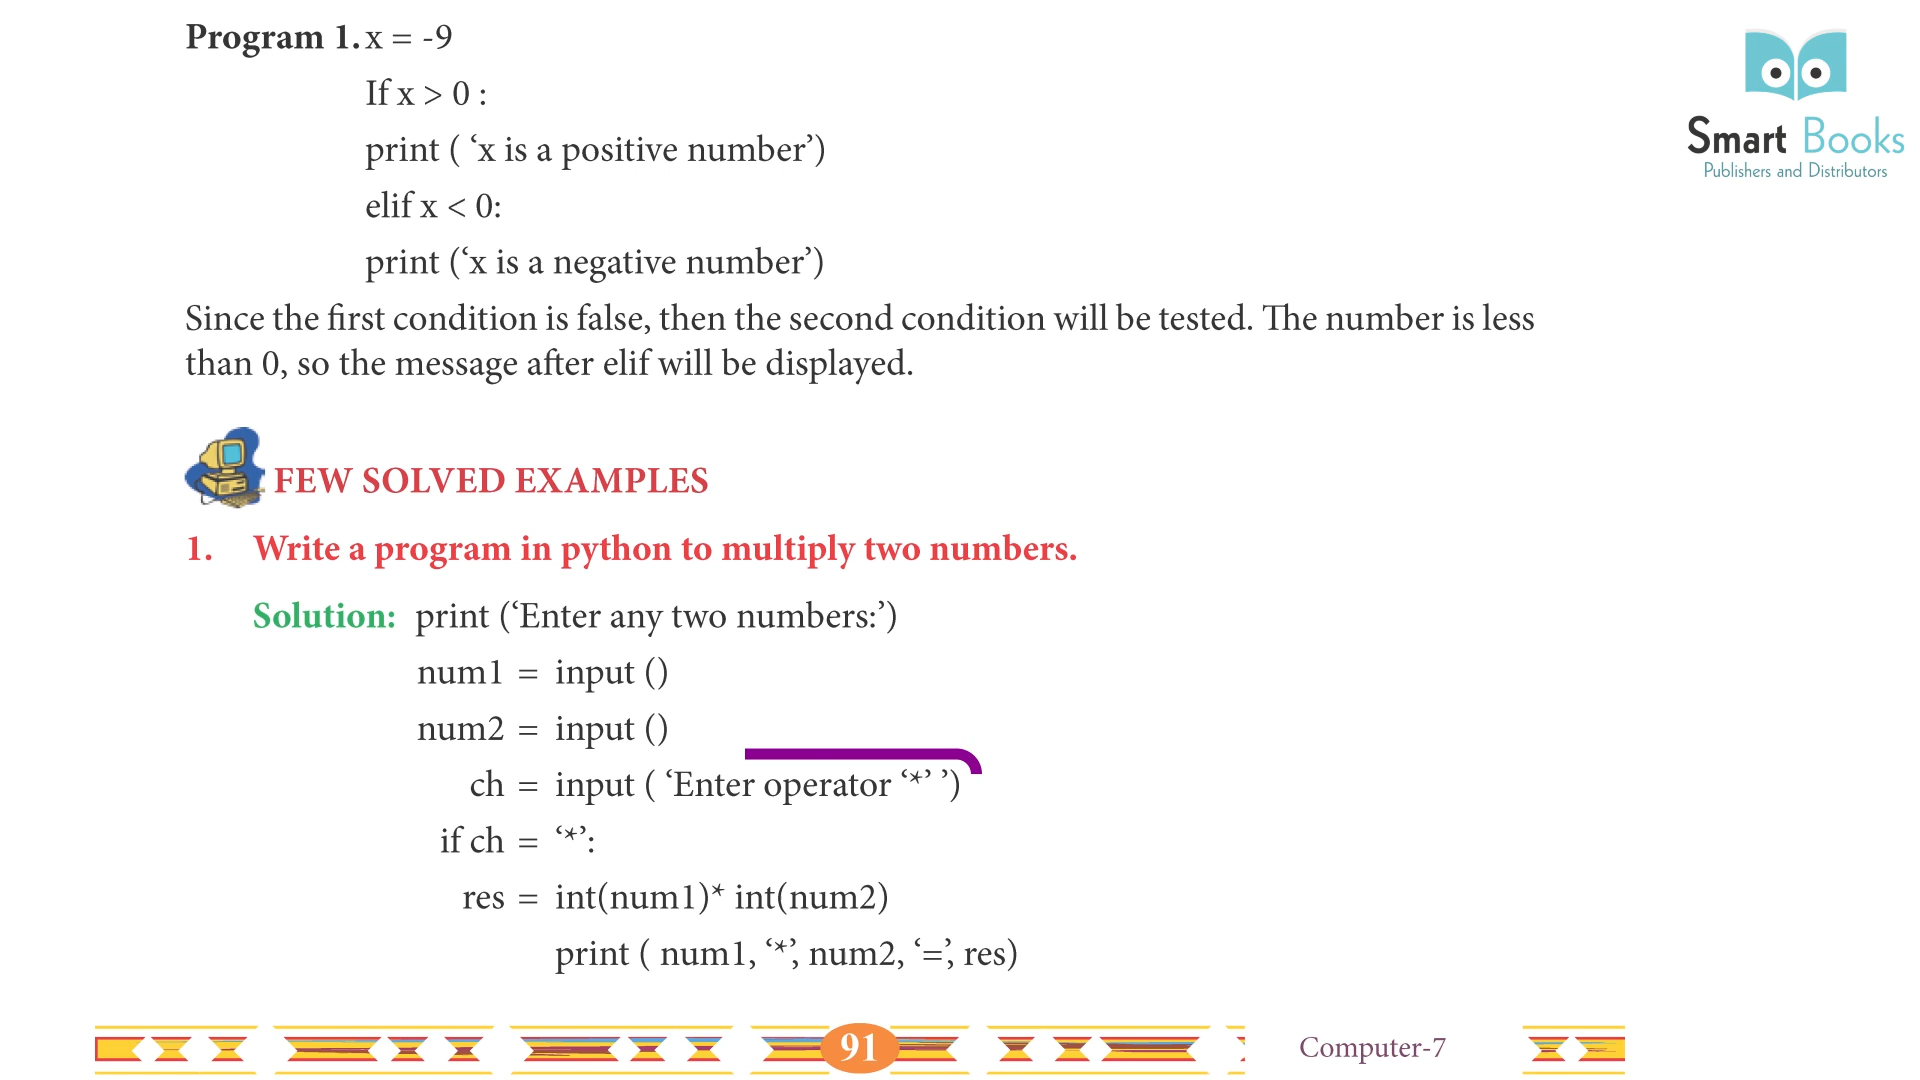 Program 1. x = -9
If x > 0 :
print ( ‘x is a positive number’)
elif x < 0:
print (‘x is a negative number’)
Since the first condition is false, then the second condition will be tested. The number is less
than 0, so the message after elif will be displayed.
Smart Books
Publishers and Distributors
FEW SOLVED EXAMPLES
1. Write a program in python to multiply two numbers.
Solution: print (‘Enter any two numbers:’)
num1 = input ()
num2 = input ()
ch = input ( ‘Enter operator ‘*’ ’)
if ch = ‘*’:
res = int(num1)* int(num2)
print ( num1, ‘*’, num2, ‘=’, res)
91
Computer-7